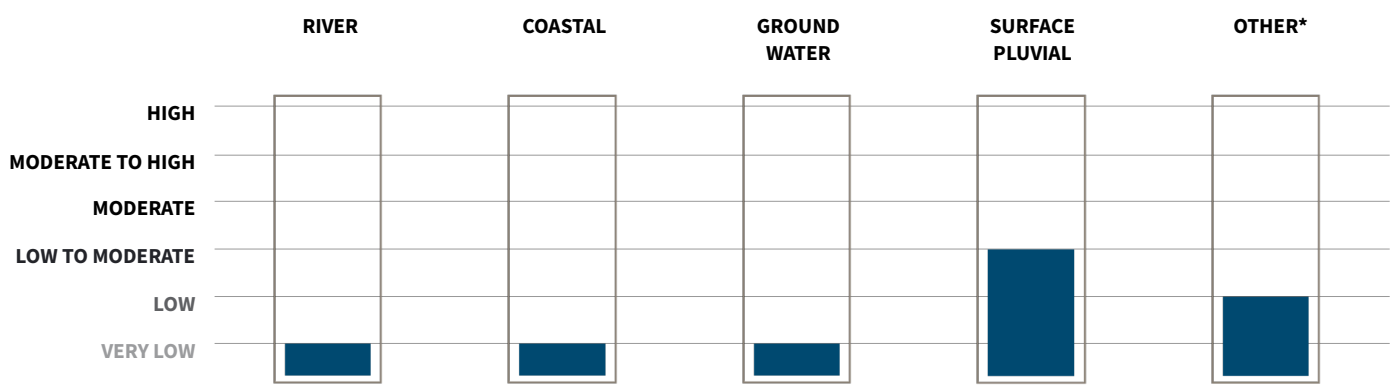 RIVER
COASTAL
GROUND
WATER
SURFACE
PLUVIAL
OTHER*
HIGH
MODERATE TO HIGH
MODERATE
LOW TO MODERATE
LOW
VERY LOW